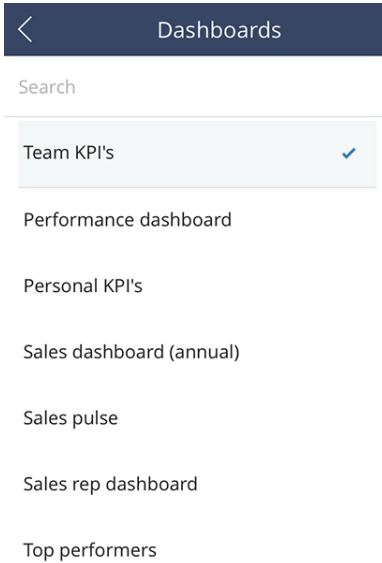 Dashboards
Search
Team KPI's
Performance dashboard
Personal KPI's
Sales dashboard (annual)
Sales pulse
Sales rep dashboard
Top performers